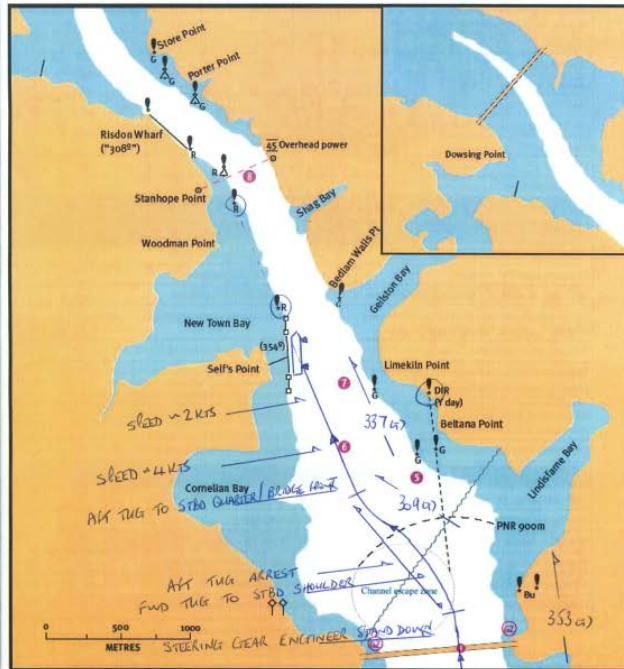 Store Point
G
G
Porter Point
G
Risdon Wharf
("308º")
R
45 Overhead power
R
8
Stanhope Point
R
Shag Bay
Woodman Point
Bedlam Walls Pt
G
Geilston Bay
New Town Bay
R
(354º)
Self's Point
Limekiln Point
7
G
DIR
(Y day)
SPEED ~ 2 KTS
337(G)
Beltana Point
6
G
G
Lindisfarne Bay
SPEED ~ 4 KTS
5
309(G)
AFT TUG TO STBD QUARTER/BRIDGE FRONT
Cornelian Bay
PNR 900m
AFT TUG ARREST
FWD TUG TO STBD SHOULDER
Channel escape zone
Bu
353(G)
0 500 1000
METRES
STEERING GEAR ENGINEER STAND DOWN
Dowsing Point